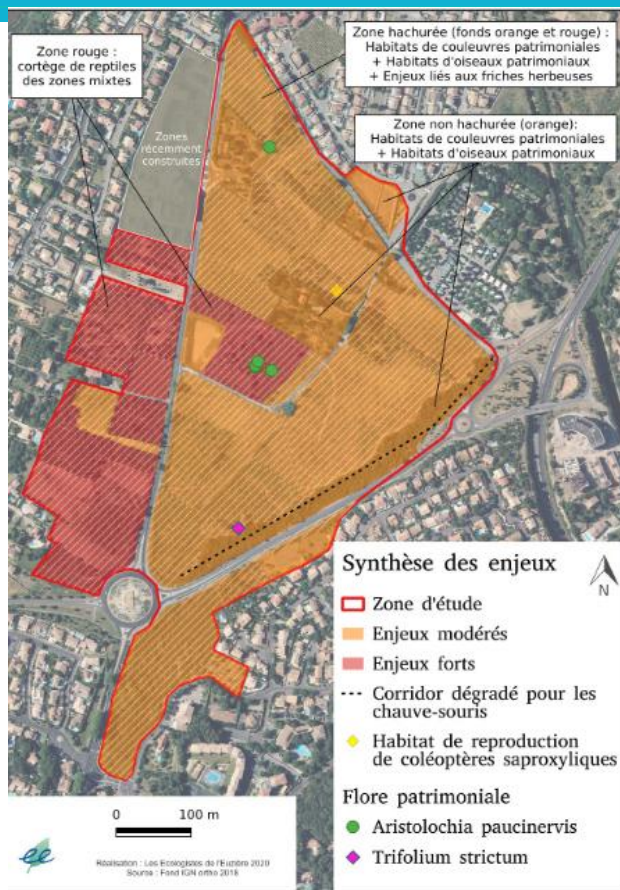 Zone rouge :
cortège de reptiles
des zones mixtes
Zone hachurée (fonds orange et rouge) :
Habitats de couleuvres patrimoniales
+ Habitats d'oiseaux patrimoniaux
+ Enjeux liés aux friches herbeuses
Zone non hachurée (orange):
Habitats de couleuvres patrimoniales
+ Habitats d'oiseaux patrimoniaux
Zones
récemment
construites
Synthèse des enjeux
N
Zone d'étude
Enjeux modérés
Enjeux forts
Corridor dégradé pour les
chauve-souris
Habitat de reproduction
de coléoptères saproxyliques
Flore patrimoniale
Aristolochia paucinervis
Trifolium strictum
0 100 m
ee
Réalisation : Les Ecologistes de l'Euzière 2020
Source : Fond IGN ortho 2018